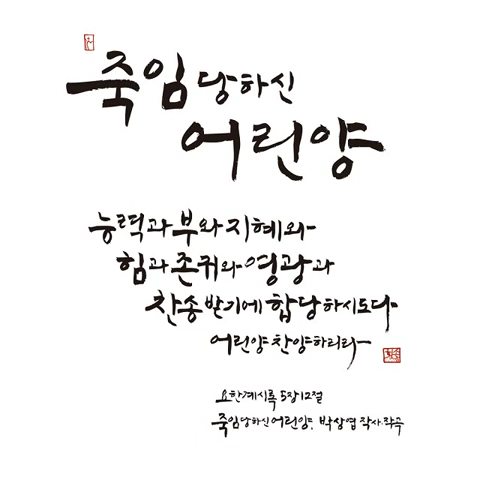 죽임당하신
어린양
능력과 부와 지혜와
힘과 존귀와 영광과
찬송 받기에 합당하시도다
어린양 찬양하리라
요한계시록 5장12절
죽임당하신 어린양, 박상엽 작사.작곡